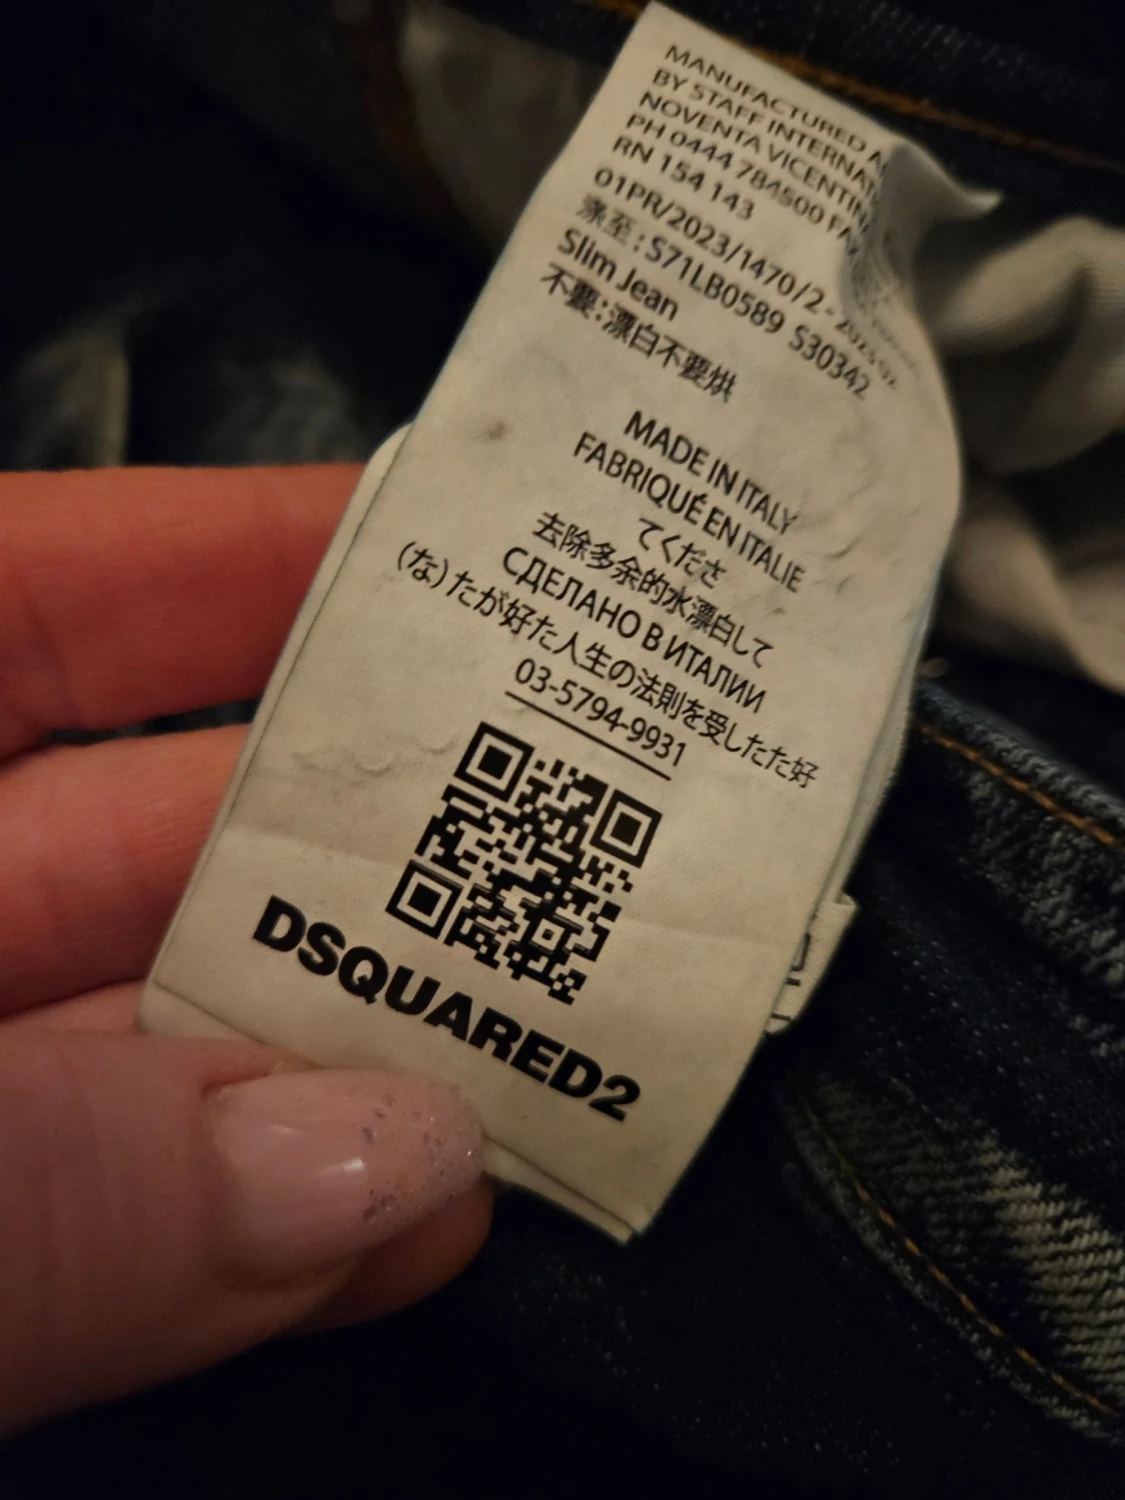 MANUFACTURED A
BY STAFF INTERNAT
NOVENTA VICENTIN
PH 0444 784500 FAX
RN 154 143
01PR/2023/1470/2 -
S71LB0589 S30342
Slim Jean
不要:漂白不要烘
MADE IN ITALY
FABRIQUÉ EN ITALIE
てくださ
去除多余的水漂白して
СДЕЛАНО В ИТАЛИИ
(な)たが好た人生の法則を受したた好
03-5794-9931
DSQUARED2